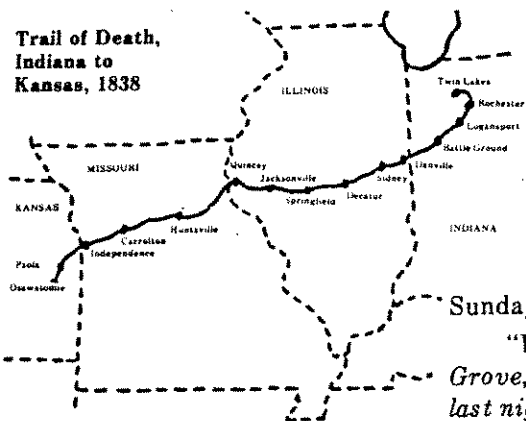 Trail of Death,
Indiana to
Kansas, 1838
ILLINOIS
Twin Lakes
Rochester
Logansport
Battle Ground
Danville
Sidney
MISSOURI
Quincey
Jacksonville
Springfield
Decatur
KANSAS
Huntsville
Carrolton
Independence
INDIANA
Paola
Osawatomie
Sunda
Grove,
last nig